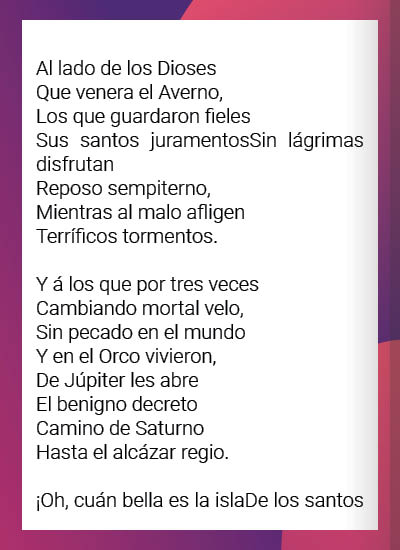 Al lado de los Dioses
Que venera el Averno,
Los que guardaron fieles
Sus santos juramentosSin lágrimas
disfrutan
Reposo sempiterno,
Mientras al malo afligen
Terríficos tormentos.

Y á los que por tres veces
Cambiando mortal velo,
Sin pecado en el mundo
Y en el Orco vivieron,
De Júpiter les abre
El benigno decreto
Camino de Saturno
Hasta el alcázar regio.

¡Oh, cuán bella es la islaDe los santos